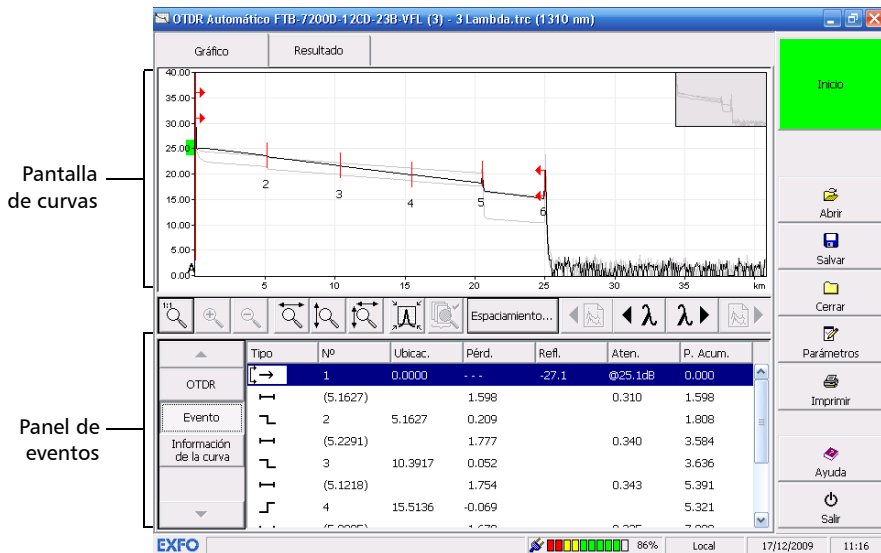 OTDR Automático FTB-7200D-12CD-23B-VFL (3) - 3 Lambda.trc (1310 nm)
Gráfico
Resultado
40.00
35.00
30.00
25.00
20.00
15.00
10.00
5.00
0.00
A
2
3
4
5
6
5
10
15
20
25
30
35
km
Pantalla
de curvas
1:1
Espaciamiento...
λ
λ
Panel de
eventos
OTDR
Evento
Información
de la curva
Tipo Nº Ubicac. Pérd. Refl. Aten. P. Acum.
1 0.0000 - - - -27.1 @25.1dB 0.000
(5.1627) 1.598 0.310 1.598
2 5.1627 0.209 1.808
(5.2291) 1.777 0.340 3.584
3 10.3917 0.052 3.636
(5.1218) 1.754 0.343 5.391
4 15.5136 -0.069 5.321
Inicio
Abrir
Salvar
Cerrar
Parámetros
Imprimir
Ayuda
Salir
EXFO
86%
Local
17/12/2009
11:16